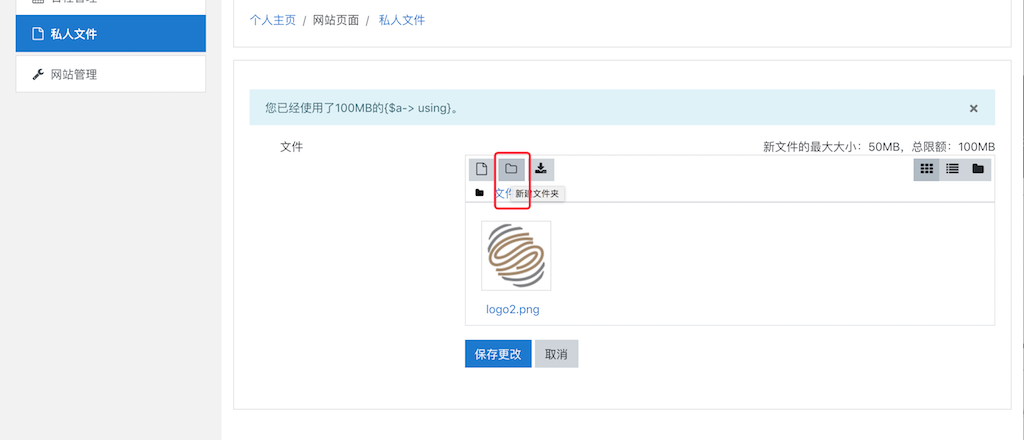 私人文件
网站管理
个人主页 / 网站页面 / 私人文件
您已经使用了100MB的{$a-> using}。
文件
新文件的最大大小：50MB，总限额：100MB
文件
新建文件夹
logo2.png
保存更改
取消